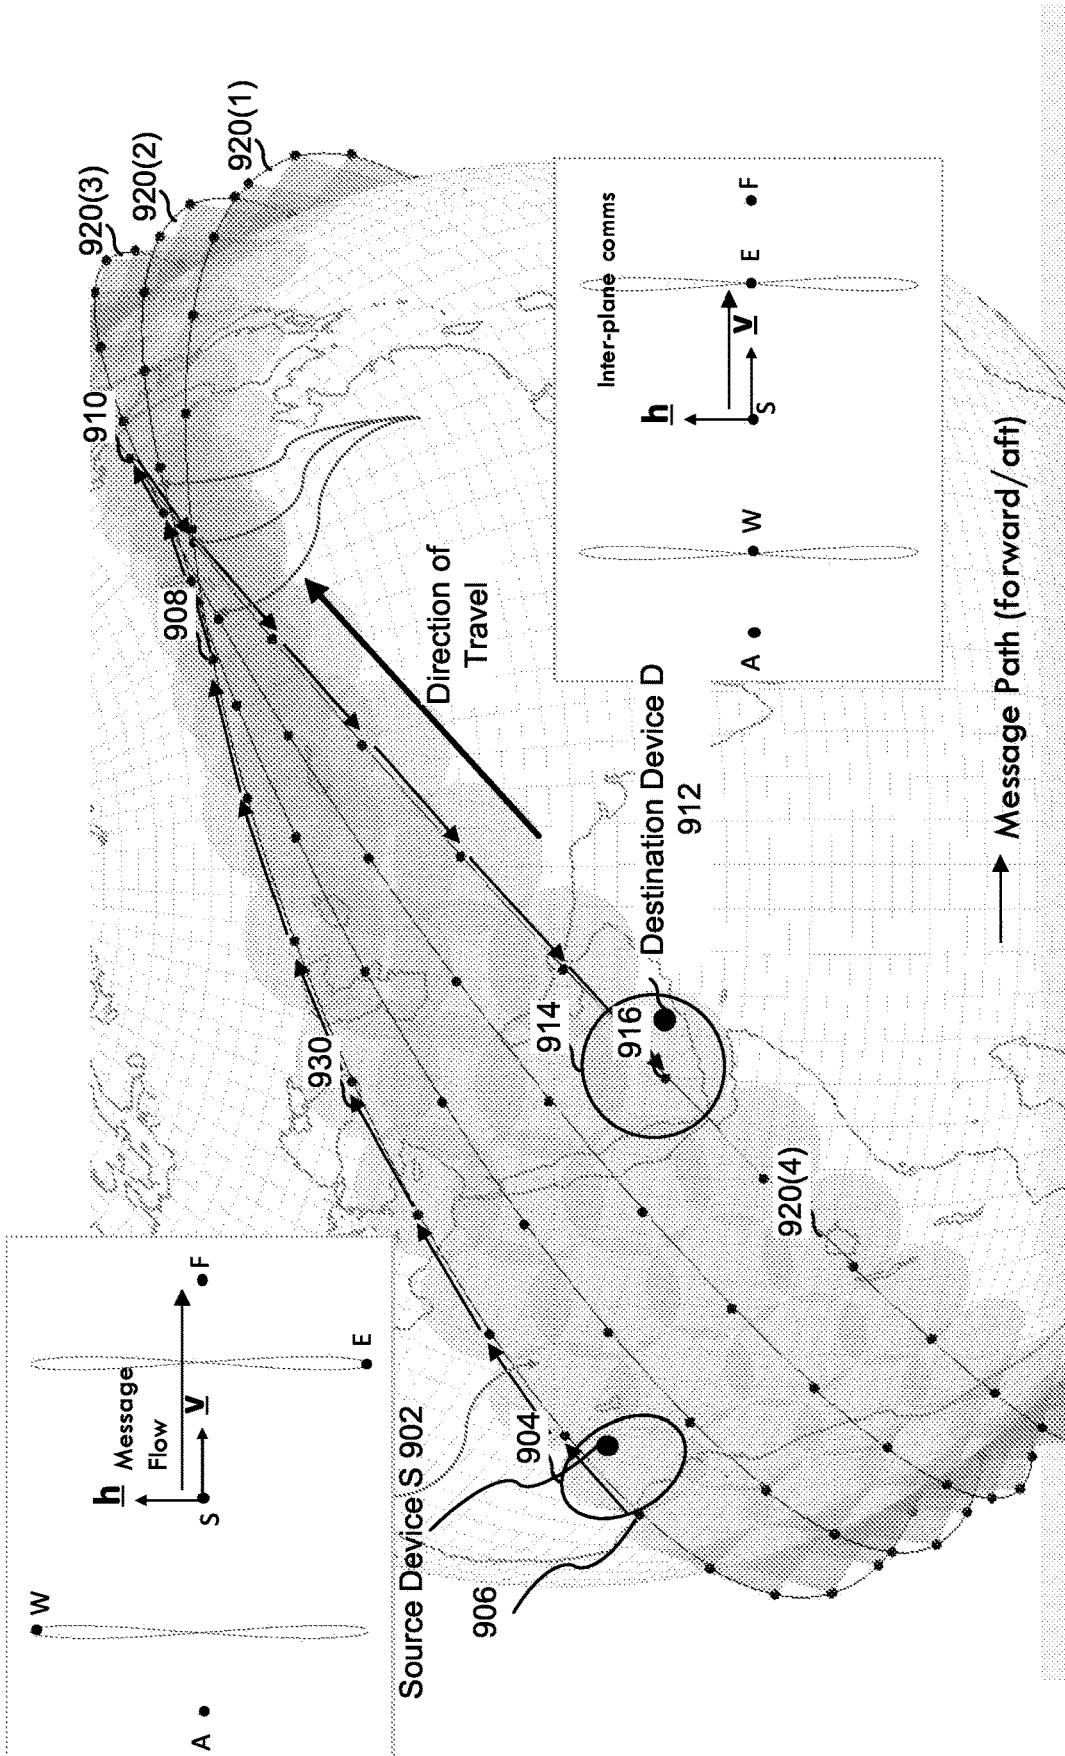 A
W
h
Message
Flow
v
S
E
F
Source Device S 902
904
906
930
908
910
920(3)
920(2)
920(1)
Direction of
Travel
914
916
Destination Device D
912
920(4)
Inter-plane comms
h
v
A
W
S
E
F
Message Path (forward/aft)